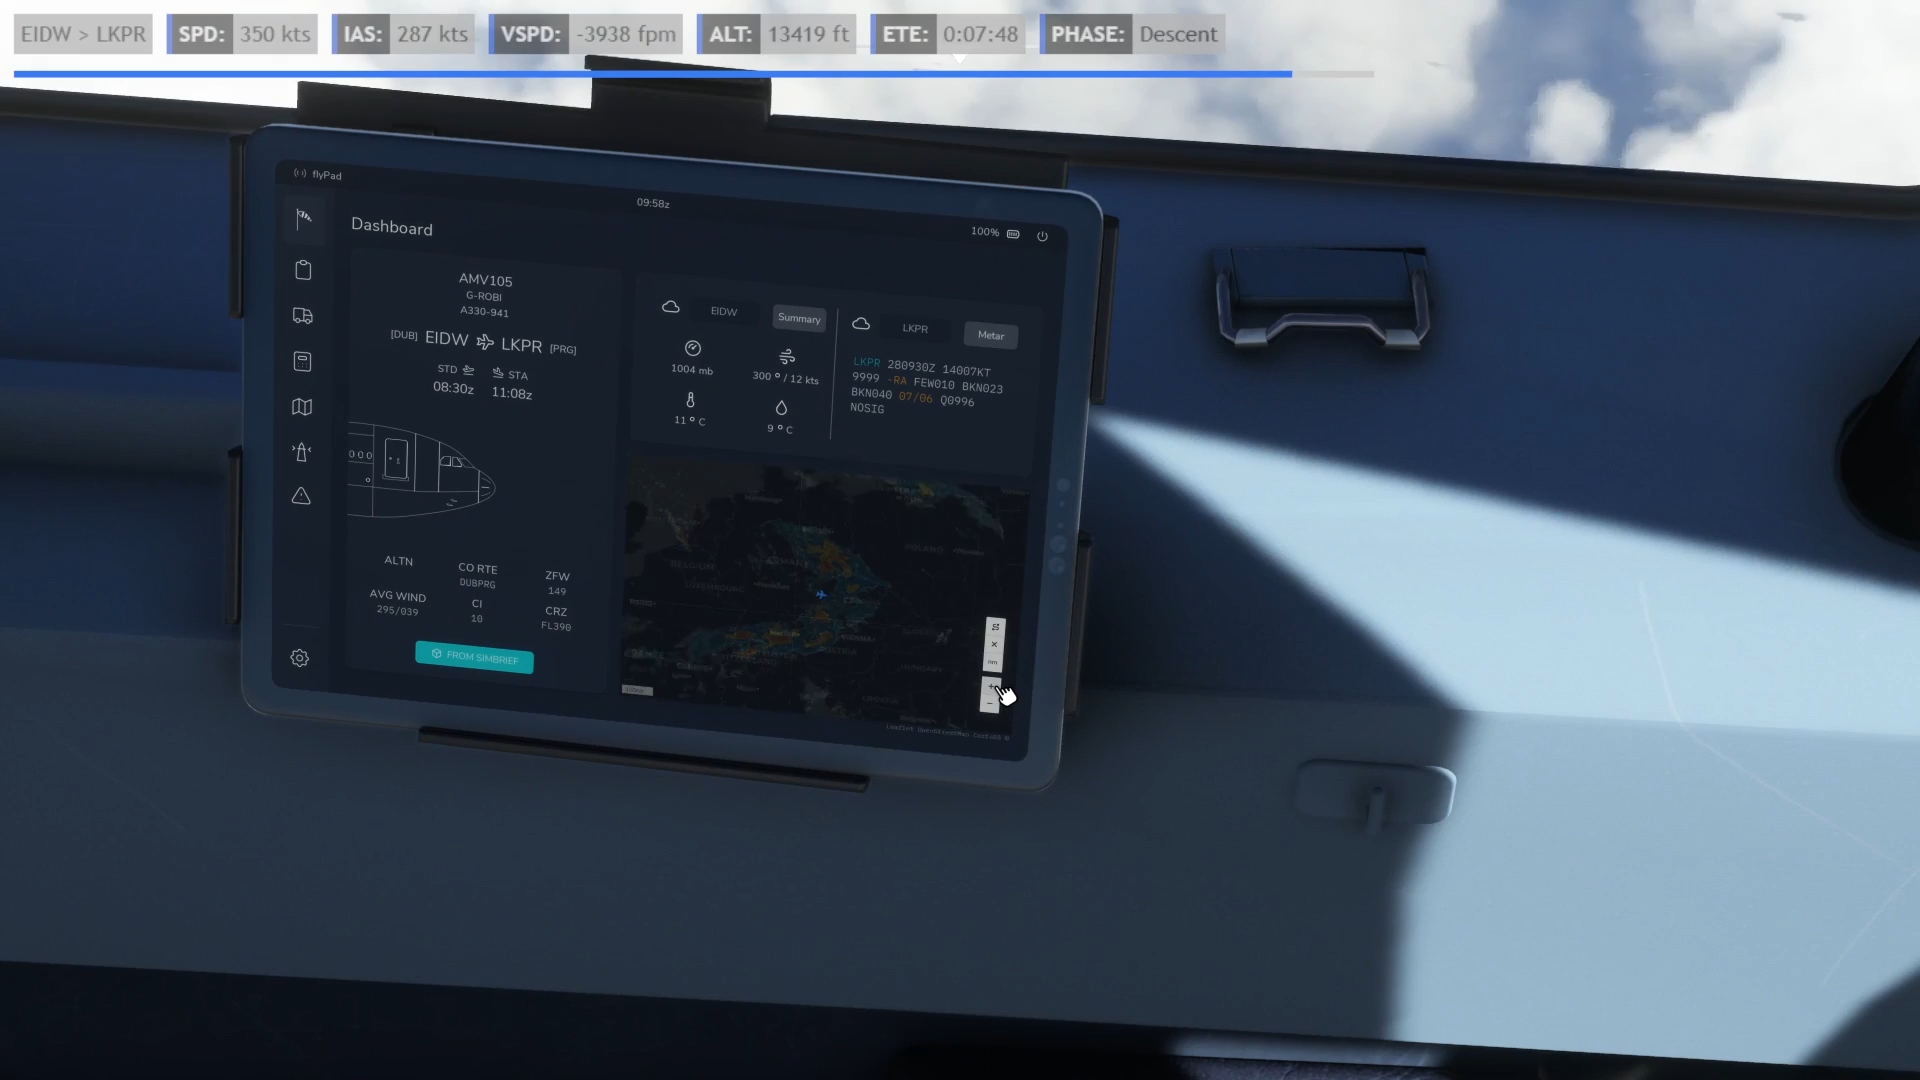 EIDW > LKPR SPD: 350 kts IAS: 287 kts VSPD: -3938 fpm ALT: 13419 ft ETE: 0:07:48 PHASE: Descent
flyPad
09:58z
100%
Dashboard
AMV105
G-ROBI
A330-941
[DUB] EIDW LKPR [PRG]
STD STA
08:30z 11:08z
ALTN CO RTE ZFW
DUBPRG 149
AVG WIND CI CRZ
295/039 10 FL390
FROM SIMBRIEF
EIDW Summary
1004 mb 300 ° / 12 kts
11 ° C 9 ° C
LKPR Metar
LKPR 280930Z 14007KT
9999 -RA FEW010 BKN023
BKN040 07/06 Q0996
NOSIG
POLAND
BELGIUM
LUXEMBOURG
nm
+
−